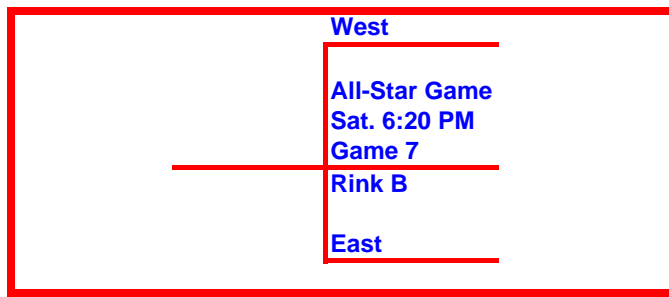 West
All-Star Game
Sat. 6:20 PM
Game 7
Rink B
East